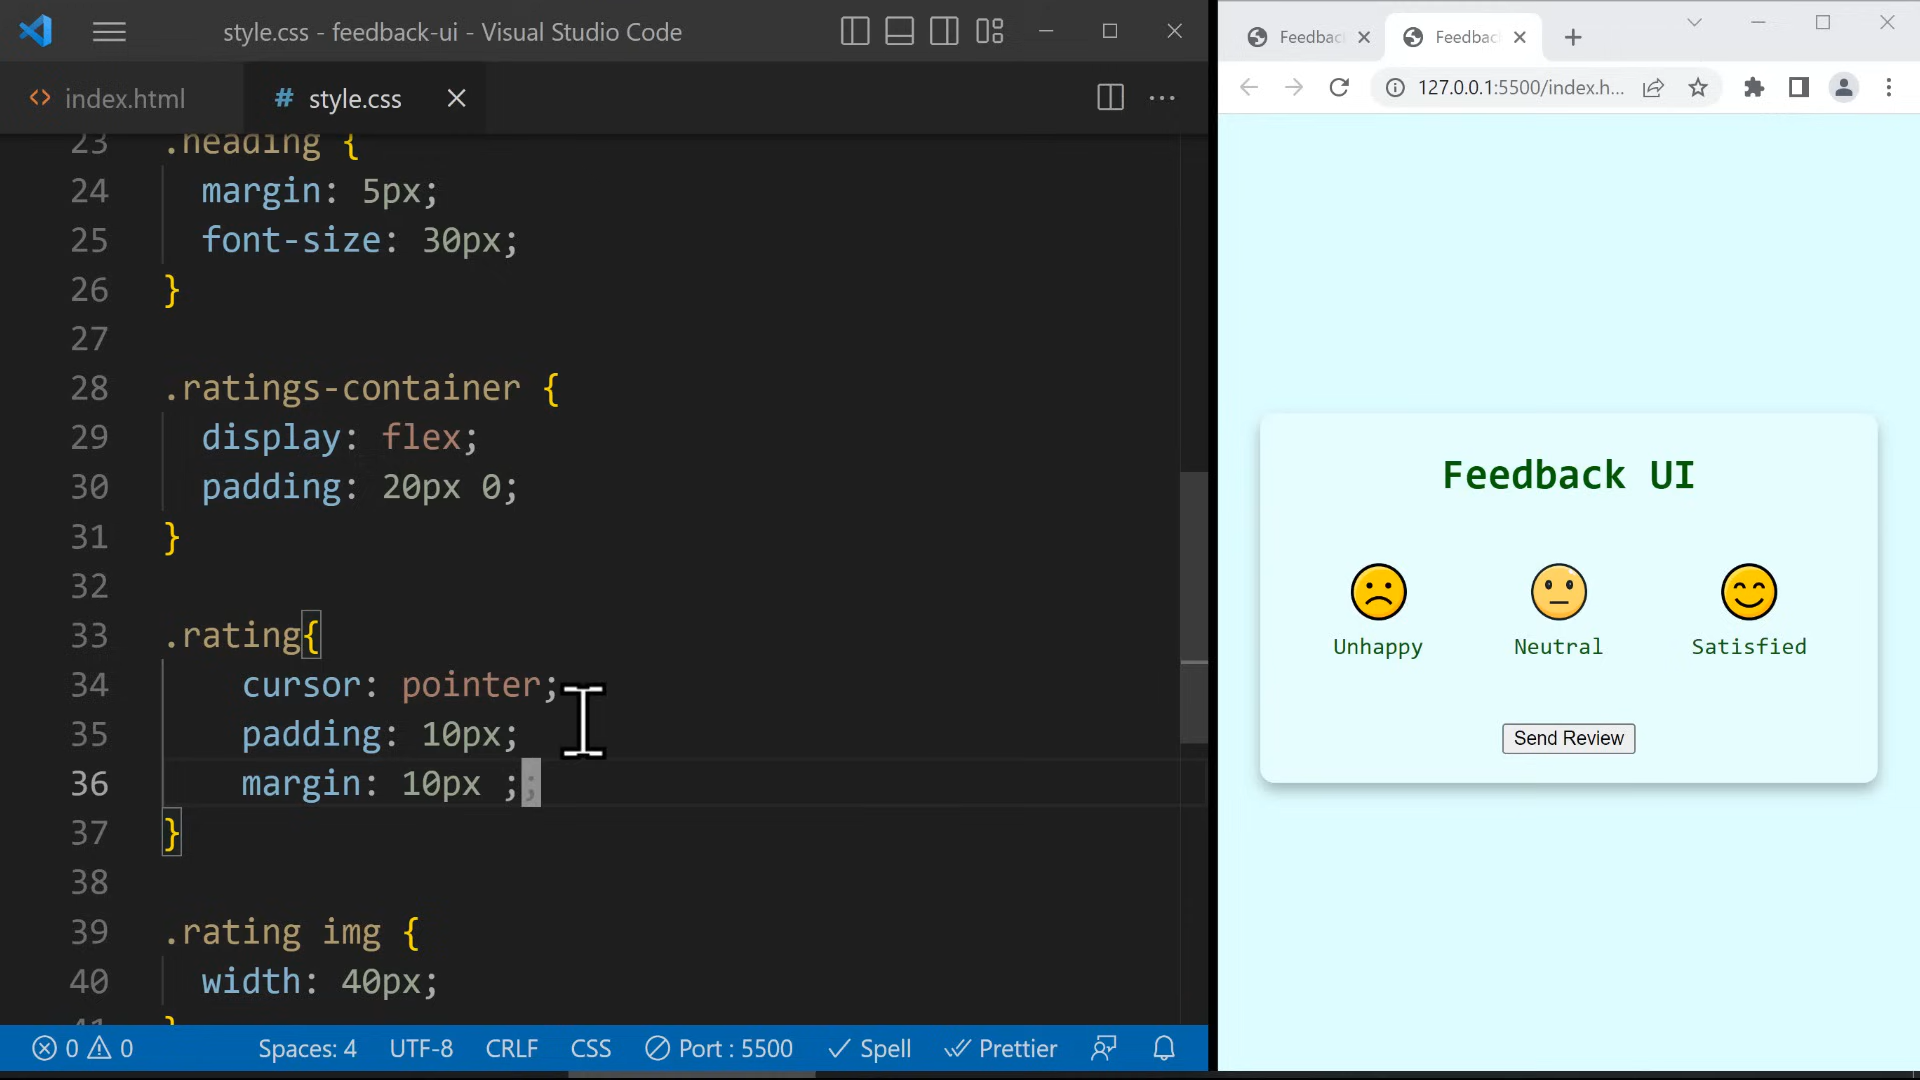 style.css - feedback-ui - Visual Studio Code
<> index.html
# style.css
23 .heading {
24 margin: 5px;
25 font-size: 30px;
26 }
27
28 .ratings-container {
29 display: flex;
30 padding: 20px 0;
31 }
32
33 .rating{
34 cursor: pointer;
35 padding: 10px;
36 margin: 10px ;;
37 }
38
39 .rating img {
40 width: 40px;
41 }
0 0 Spaces: 4 UTF-8 CRLF CSS Port : 5500 Spell Prettier
Feedbac
Feedbac
127.0.0.1:5500/index.h...
Feedback UI
Unhappy Neutral Satisfied
Send Review